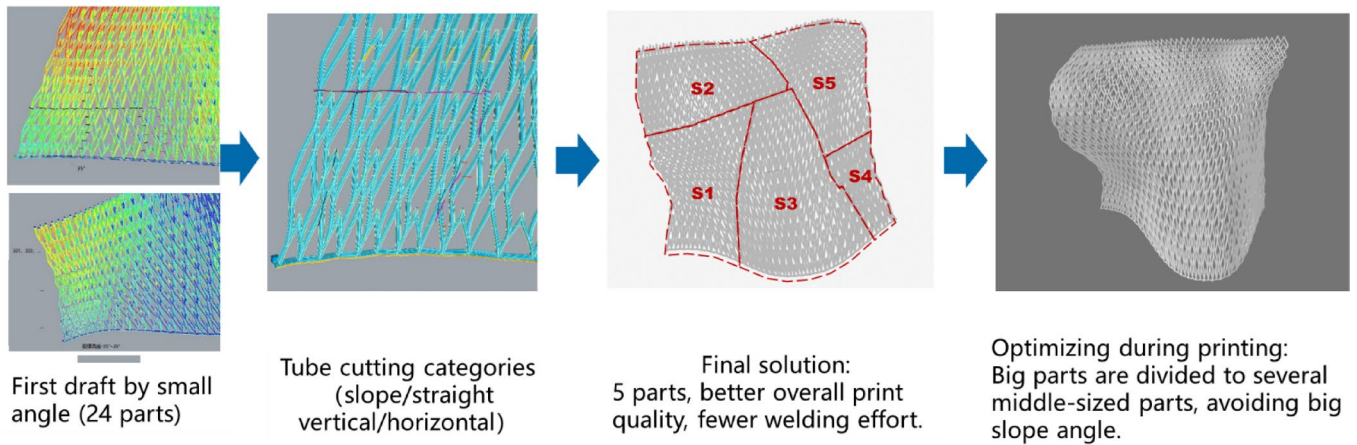 S2
S5
S1
S3
S4
First draft by small
angle (24 parts)
Tube cutting categories
(slope/straight
vertical/horizontal)
Final solution:
5 parts, better overall print
quality, fewer welding effort.
Optimizing during printing:
Big parts are divided to several
middle-sized parts, avoiding big
slope angle.